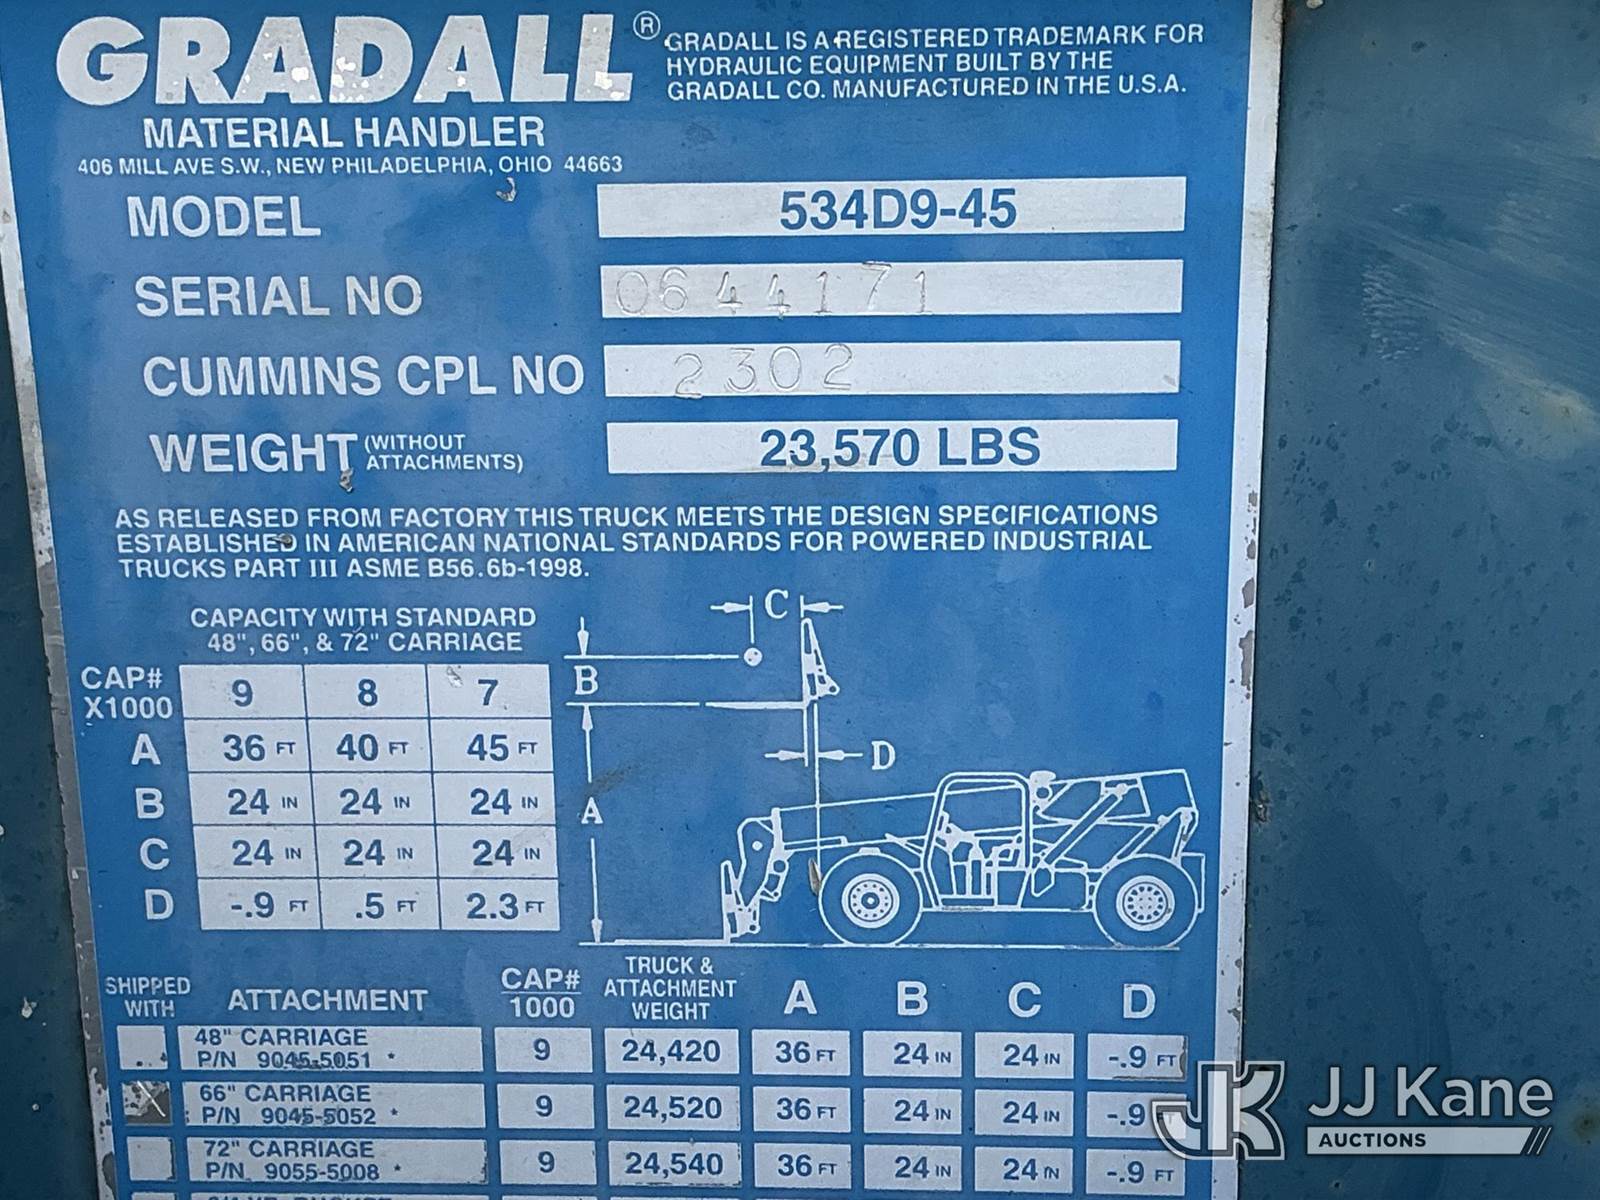 GRADALL®
GRADALL IS A REGISTERED TRADEMARK FOR
HYDRAULIC EQUIPMENT BUILT BY THE
GRADALL CO. MANUFACTURED IN THE U.S.A.
MATERIAL HANDLER
406 MILL AVE S.W., NEW PHILADELPHIA, OHIO 44663
MODEL 534D9-45
SERIAL NO 0644171
CUMMINS CPL NO 2302
WEIGHT (WITHOUT ATTACHMENTS) 23,570 LBS
AS RELEASED FROM FACTORY THIS TRUCK MEETS THE DESIGN SPECIFICATIONS
ESTABLISHED IN AMERICAN NATIONAL STANDARDS FOR POWERED INDUSTRIAL
TRUCKS PART III ASME B56.6b-1998.
CAPACITY WITH STANDARD
48", 66", & 72" CARRIAGE
CAP# X1000 9 8 7
A 36 FT 40 FT 45 FT
B 24 IN 24 IN 24 IN
C 24 IN 24 IN 24 IN
D -.9 FT .5 FT 2.3 FT
C
B
D
A
SHIPPED WITH ATTACHMENT CAP# 1000 TRUCK & ATTACHMENT WEIGHT A B C D
48" CARRIAGE P/N 9045-5051 * 9 24,420 36 FT 24 IN 24 IN -.9 FT
X 66" CARRIAGE P/N 9045-5052 * 9 24,520 36 FT 24 IN 24 IN -.9 FT
72" CARRIAGE P/N 9055-5008 * 9 24,540 36 FT 24 IN 24 IN -.9 FT
JK JJ Kane
AUCTIONS